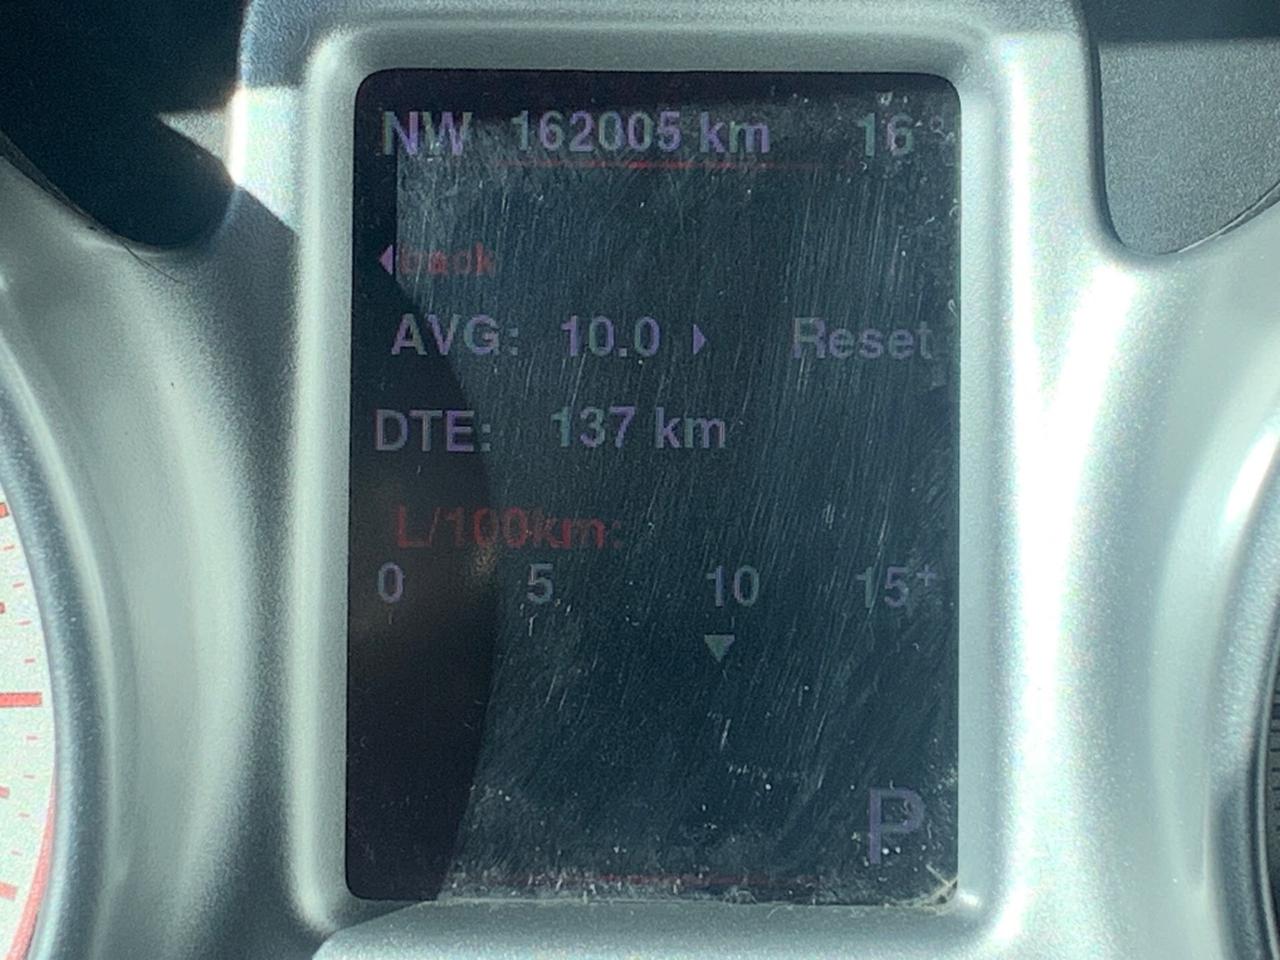 NW 162005 km 16°
back
AVG: 10.0 Reset
DTE: 137 km
L/100km:
0 5 10 15+
P